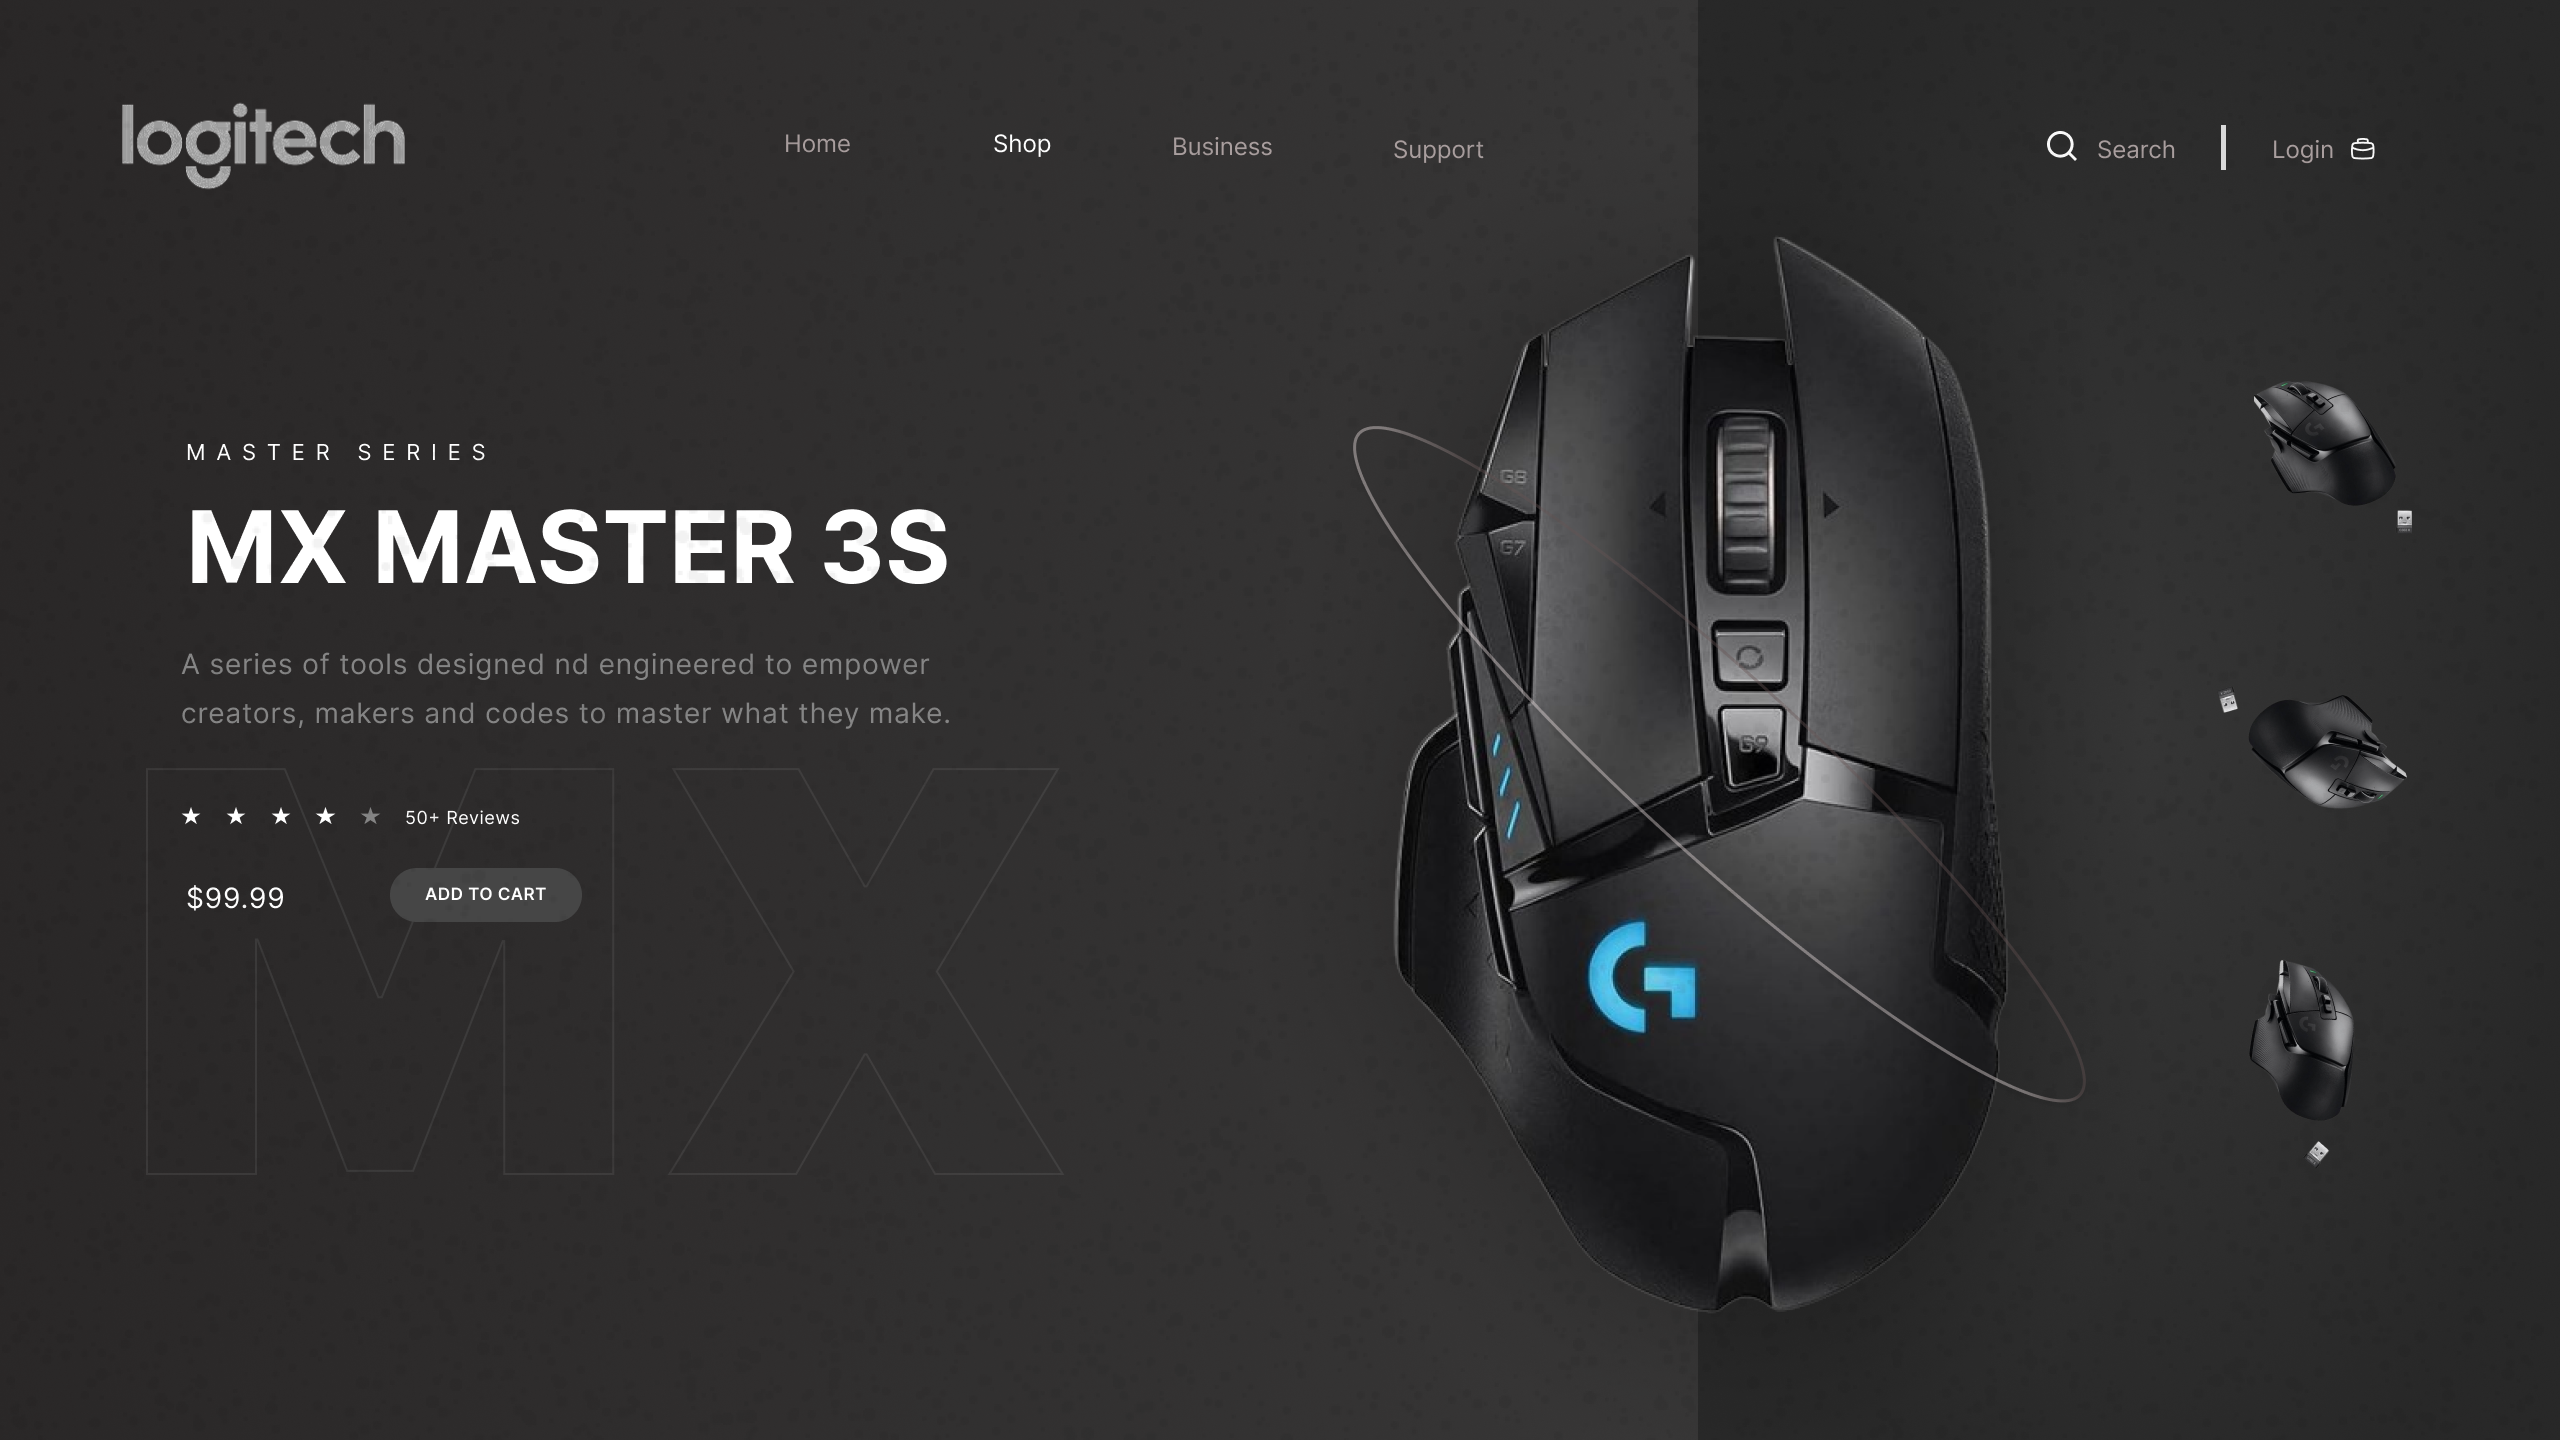 logitech
Home Shop Business Support
Search Login
MASTER SERIES
MX MASTER 3S
A series of tools designed nd engineered to empower
creators, makers and codes to master what they make.
★ ★ ★ ★ ★ 50+ Reviews
$99.99 ADD TO CART
MX
G8
G7
G9
G